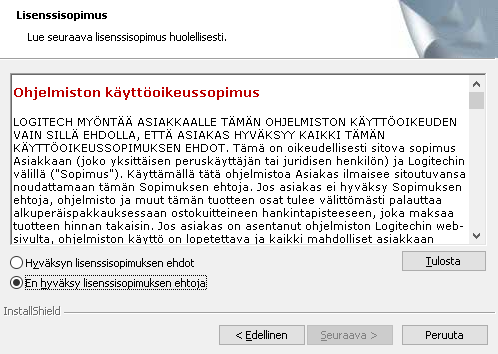 Lisenssisopimus
Lue seuraava lisenssisopimus huolellisesti.
Ohjelmiston käyttöoikeussopimus
LOGITECH MYÖNTÄÄ ASIAKKAALLE TÄMÄN OHJELMISTON KÄYTTÖOIKEUDEN
VAIN SILLÄ EHDOLLA, ETTÄ ASIAKAS HYVÄKSYY KAIKKI TÄMÄN
KÄYTTÖOIKEUSSOPIMUKSEN EHDOT. Tämä on oikeudellisesti sitova sopimus
Asiakkaan (joko yksittäisen peruskäyttäjän tai juridisen henkilön) ja Logitechin
välillä ("Sopimus"). Käyttämällä tätä ohjelmistoa Asiakas ilmaisee sitoutuvansa
noudattamaan tämän Sopimuksen ehtoja. Jos asiakas ei hyväksy Sopimuksen
ehtoja, ohjelmisto ja muut tämän tuotteen osat tulee välittömästi palauttaa
alkuperäispakkauksessaan ostokuitteineen hankintapisteeseen, joka maksaa
tuotteen hinnan takaisin. Jos asiakas on asentanut ohjelmiston Logitechin web-
sivulta, ohjelmiston käyttö on lopetettava ja kaikki mahdolliset asiakkaan
Hyväksyn lisenssisopimuksen ehdot
Tulosta
En hyväksy lisenssisopimuksen ehtoja
InstallShield
< Edellinen
Seuraava >
Peruuta